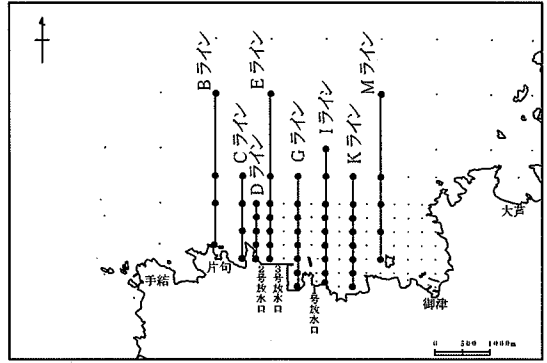 Bライン
Cライン
Dライン
Eライン
Gライン
Iライン
Kライン
Mライン
大芦
手結
片句
2号放水口
3号放水口
1号放水口
御津
0 500 1000m